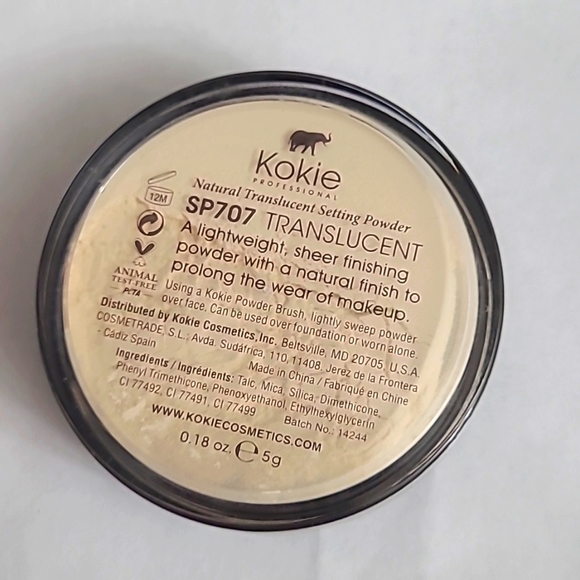 Kokie
PROFESSIONAL
Natural Translucent Setting Powder
SP707 TRANSLUCENT
A lightweight, sheer finishing
powder with a natural finish to
prolong the wear of makeup.
12M
ANIMAL
TEST-FREE
PeTA
Using a Kokie Powder Brush, lightly sweep powder
over face. Can be used over foundation or worn alone.
Distributed by Kokie Cosmetics, Inc, Beltsville, MD 20705, U.S.A.
COSMETRADE, S.L., Avda. Sudáfrica, 110, 11408, Jerez de la Frontera
- Cádiz Spain
Made in China / Fabriqué en Chine
Ingredients / Ingrédients: Talc, Mica, Silica, Dimethicone,
Phenyl Trimethicone, Phenoxyethanol, Ethylhexylglycerin
CI 77492, CI 77491, CI 77499
Batch No.: 14244
WWW.KOKIECOSMETICS.COM
0.18 oz. ℮ 5g